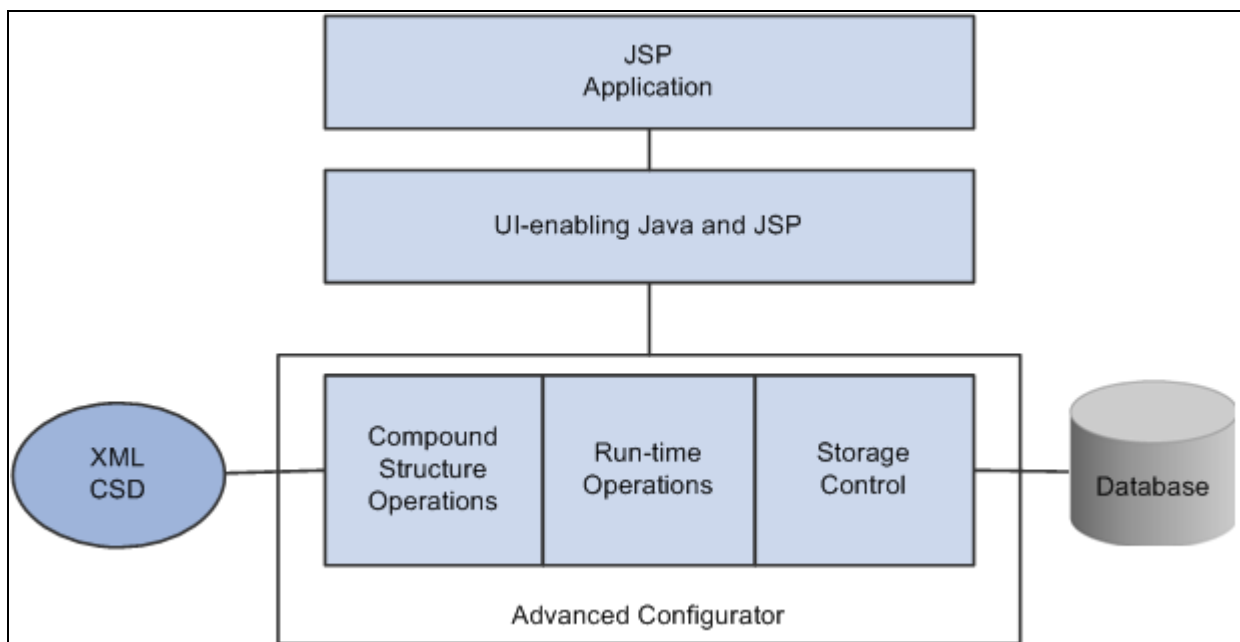 JSP
Application
UI-enabling Java and JSP
XML
CSD
Compound
Structure
Operations
Run-time
Operations
Storage
Control
Database
Advanced Configurator